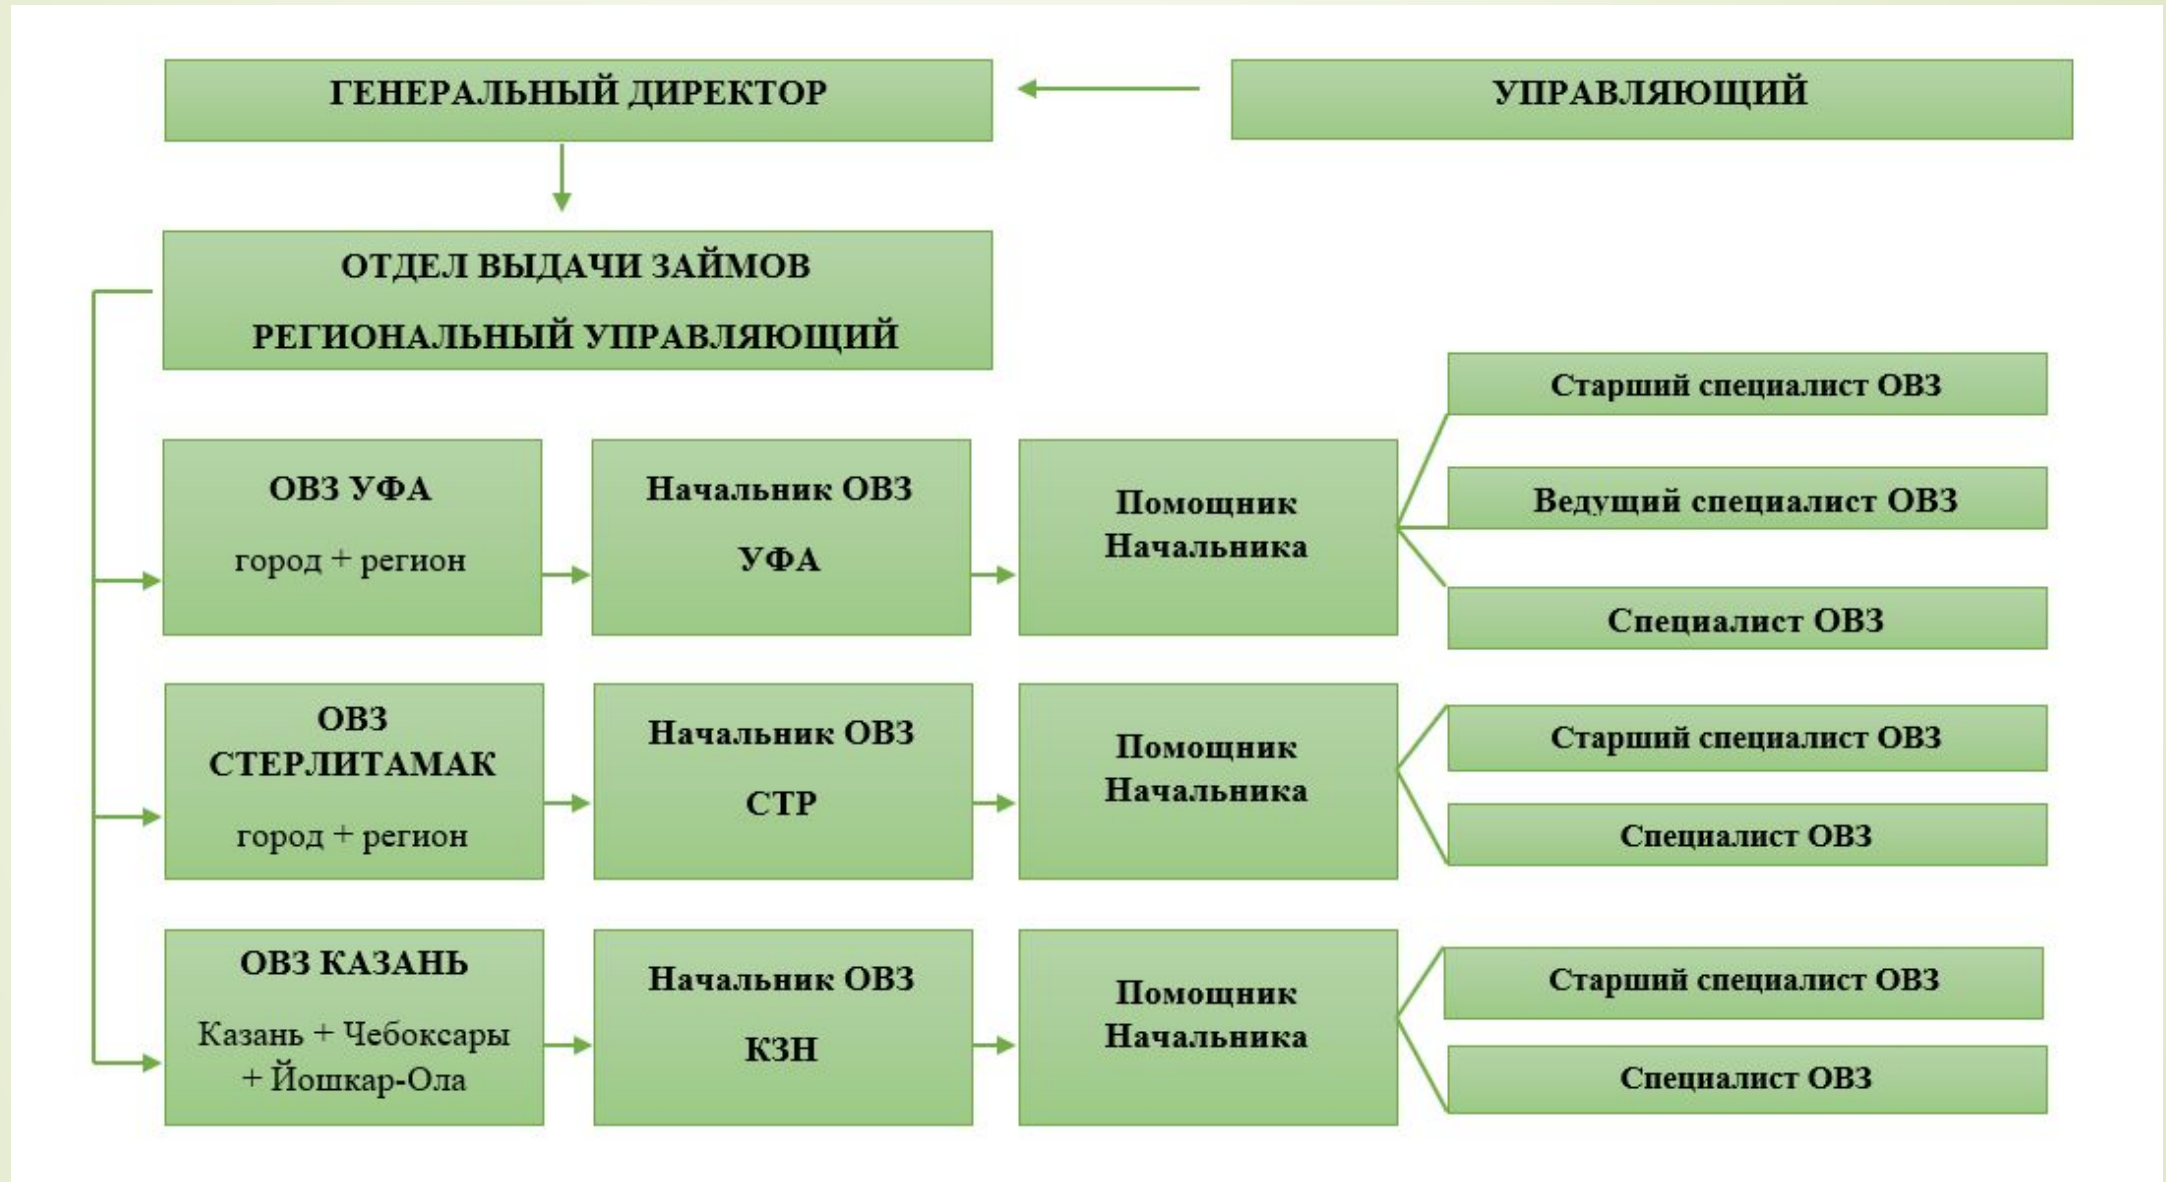 ГЕНЕРАЛЬНЫЙ ДИРЕКТОР
УПРАВЛЯЮЩИЙ
ОТДЕЛ ВЫДАЧИ ЗАЙМОВ
РЕГИОНАЛЬНЫЙ УПРАВЛЯЮЩИЙ
ОВЗ УФА
город + регион
Начальник ОВЗ
УФА
Помощник
Начальника
Старший специалист ОВЗ
Ведущий специалист ОВЗ
Специалист ОВЗ
ОВЗ
СТЕРЛИТАМАК
город + регион
Начальник ОВЗ
СТР
Помощник
Начальника
Старший специалист ОВЗ
Специалист ОВЗ
ОВЗ КАЗАНЬ
Казань + Чебоксары
+ Йошкар-Ола
Начальник ОВЗ
КЗН
Помощник
Начальника
Старший специалист ОВЗ
Специалист ОВЗ